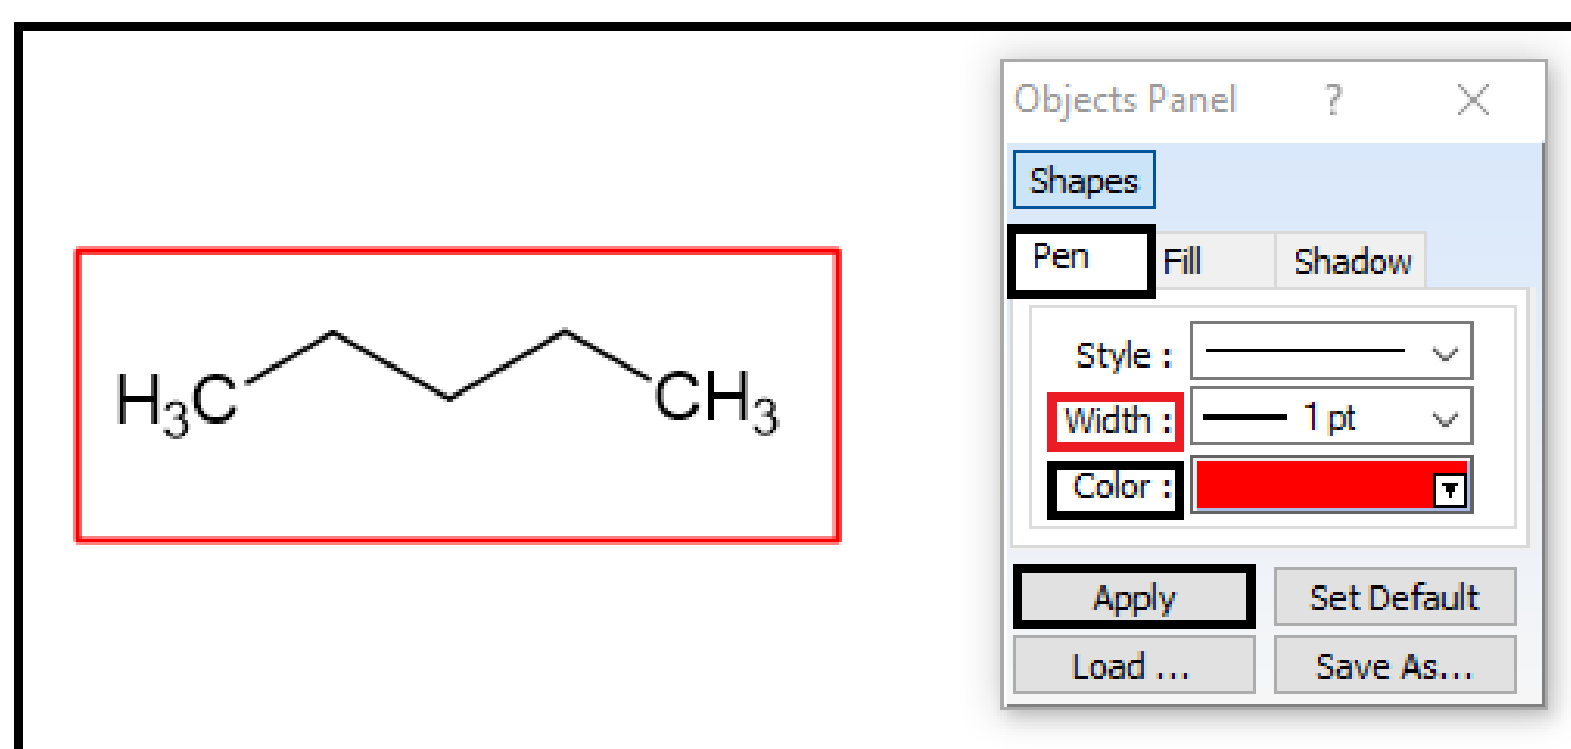 Objects Panel ? 
Shapes
Pen Fill Shadow
Style :
H₃C CH₃
Width : 1 pt
Color :
Apply Set Default
Load ... Save As...